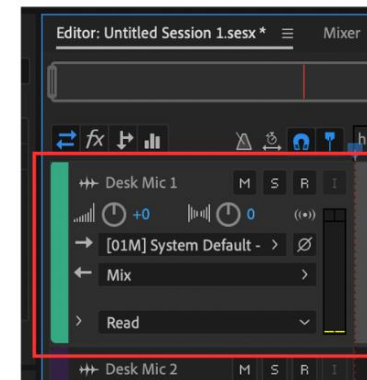 Editor: Untitled Session 1.sesx * Mixer
fx h
Desk Mic 1 M S R I
+0 0
[01M] System Default -
Mix
Read
Desk Mic 2 M S R I